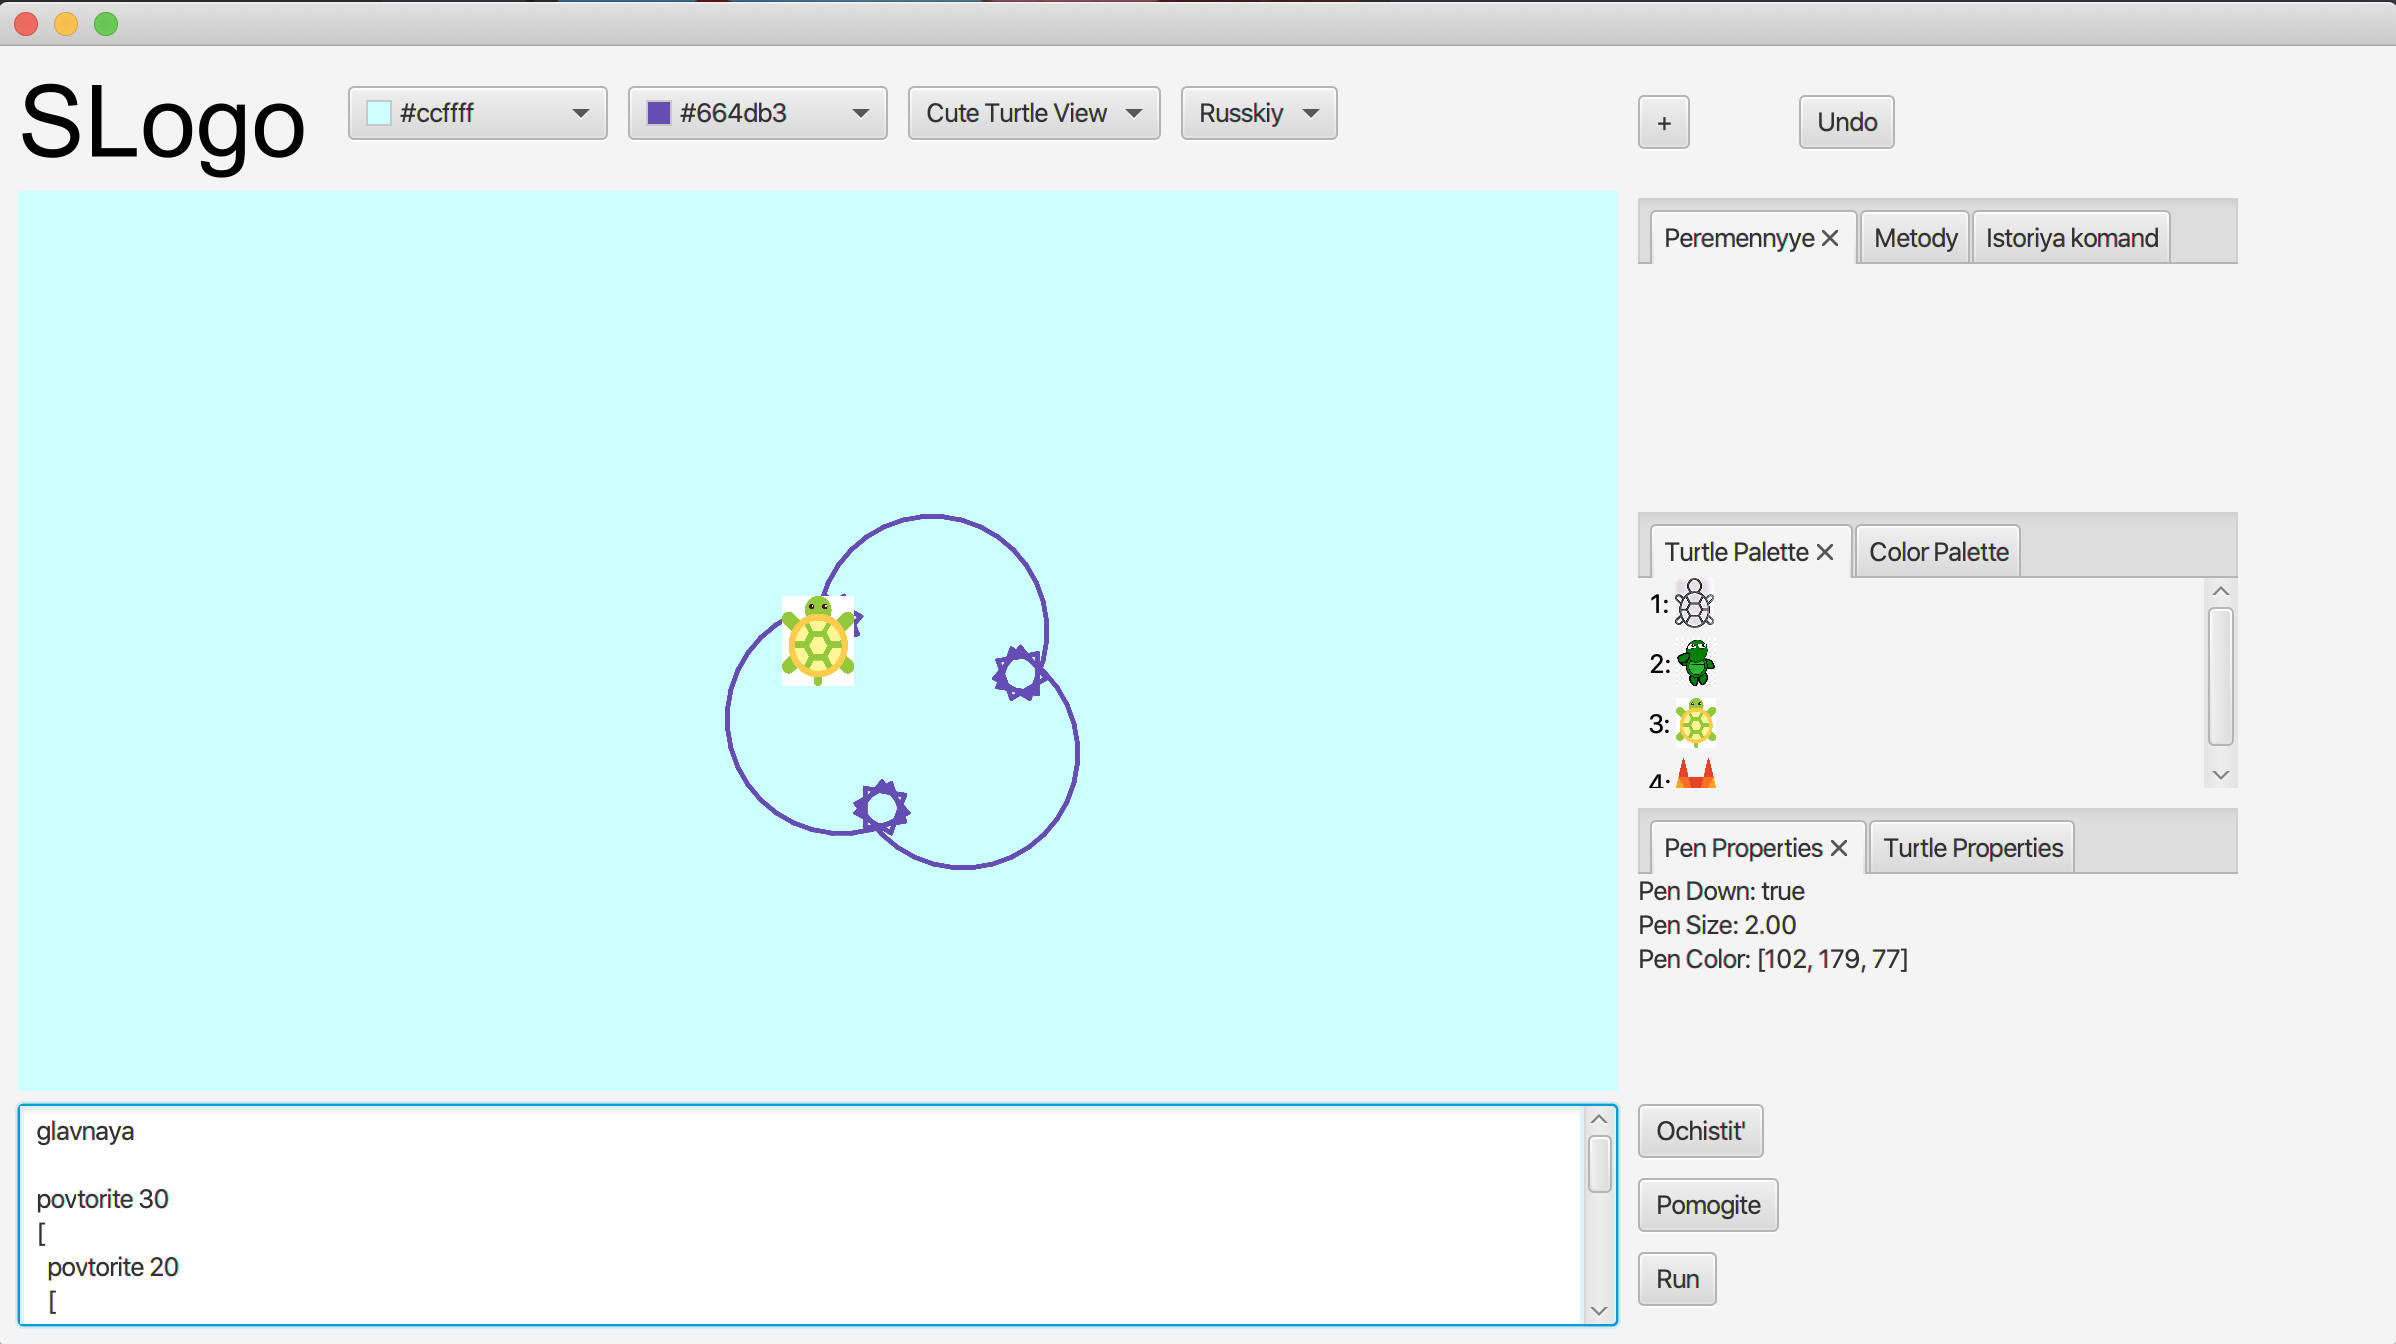 SLogo
#ccffff
#664db3
Cute Turtle View
Russkiy
+
Undo
Peremennyye
Metody
Istoriya komand
Turtle Palette
Color Palette
1:
2:
3:
4:
Pen Properties
Turtle Properties
Pen Down: true
Pen Size: 2.00
Pen Color: [102, 179, 77]
glavnaya
povtorite 30
[
povtorite 20
[
Ochistit'
Pomogite
Run